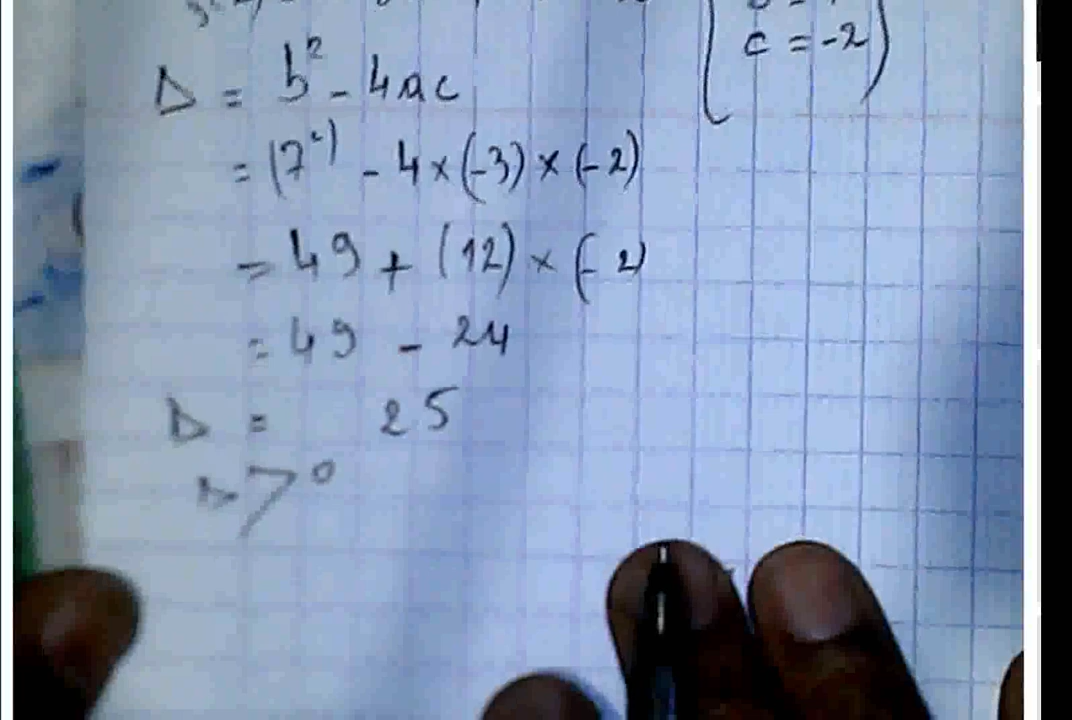 c = -2
Δ = b² - 4ac
= (7²) - 4 × (-3) × (-2)
= 49 + (12) × (-2)
= 49 - 24
Δ = 25
Δ > 0